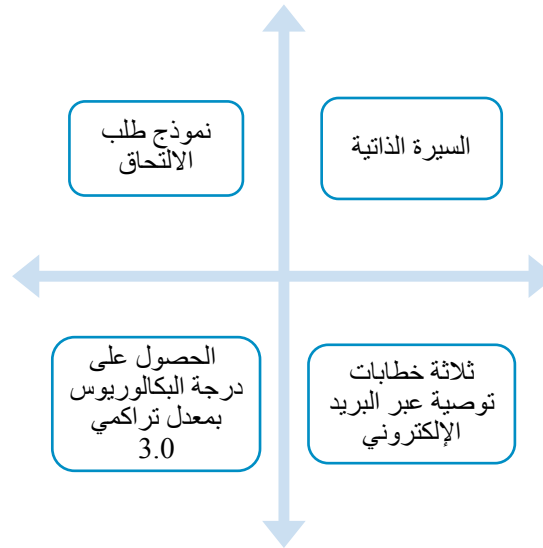 السيرة الذاتية
نموذج طلب
الالتحاق
ثلاثة خطابات
توصية عبر البريد
الإلكتروني
الحصول على
درجة البكالوريوس
بمعدل تراكمي
3.0